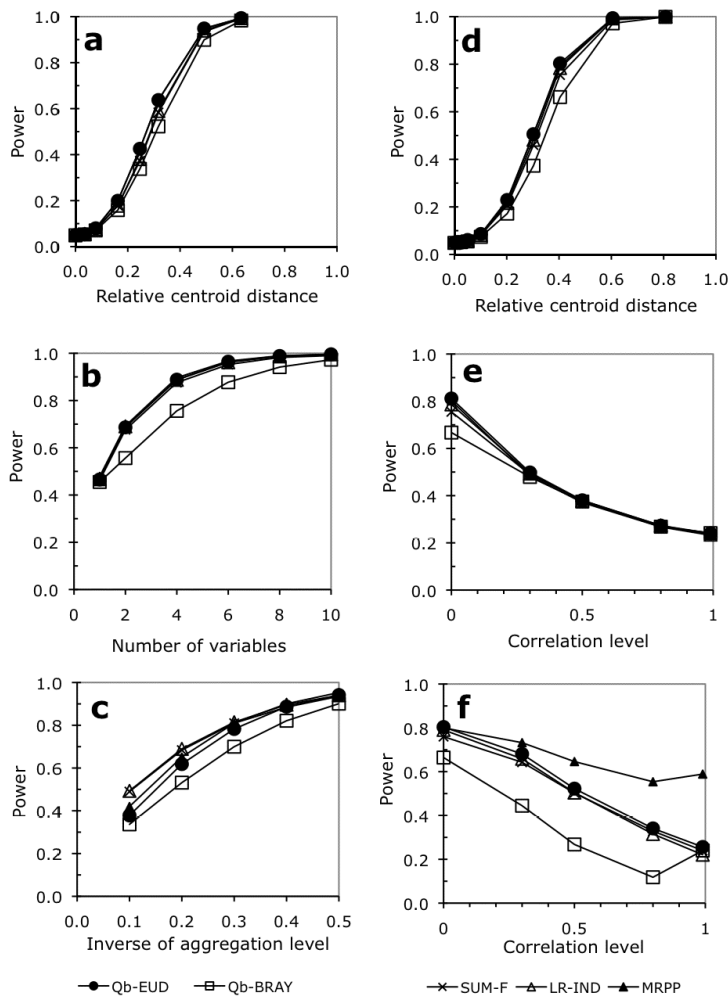 a
1.0
0.8
0.6
0.4
0.2
0.0
Power
0.0 0.2 0.4 0.6 0.8 1.0
Relative centroid distance
d
1.0
0.8
0.6
0.4
0.2
0.0
Power
0.0 0.2 0.4 0.6 0.8 1.0
Relative centroid distance
b
1.0
0.8
0.6
0.4
0.2
0.0
Power
0 2 4 6 8 10
Number of variables
e
1.0
0.8
0.6
0.4
0.2
0.0
Power
0 0.5 1
Correlation level
c
1.0
0.8
0.6
0.4
0.2
0.0
Power
0.0 0.1 0.2 0.3 0.4 0.5
Inverse of aggregation level
f
1.0
0.8
0.6
0.4
0.2
0.0
Power
0 0.5 1
Correlation level
Qb-EUD Qb-BRAY SUM-F LR-IND MRPP